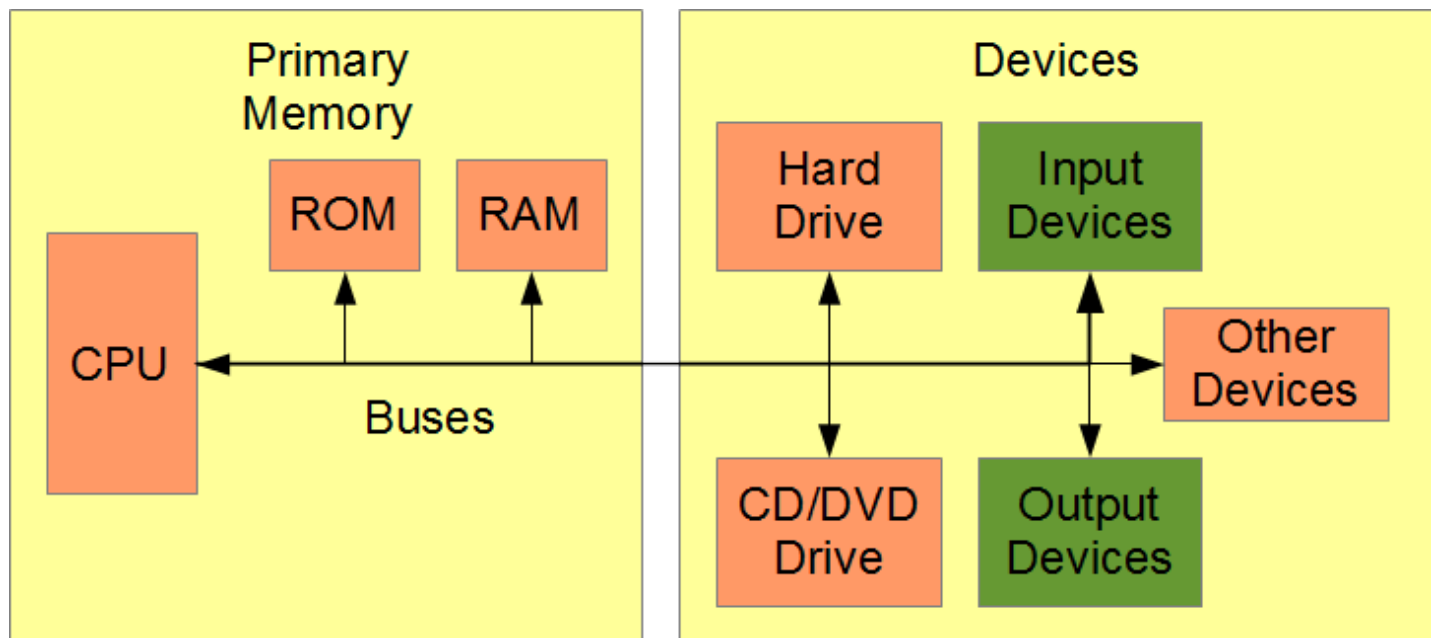 Primary
Memory
ROM
RAM
CPU
Buses
Devices
Hard
Drive
Input
Devices
Other
Devices
CD/DVD
Drive
Output
Devices